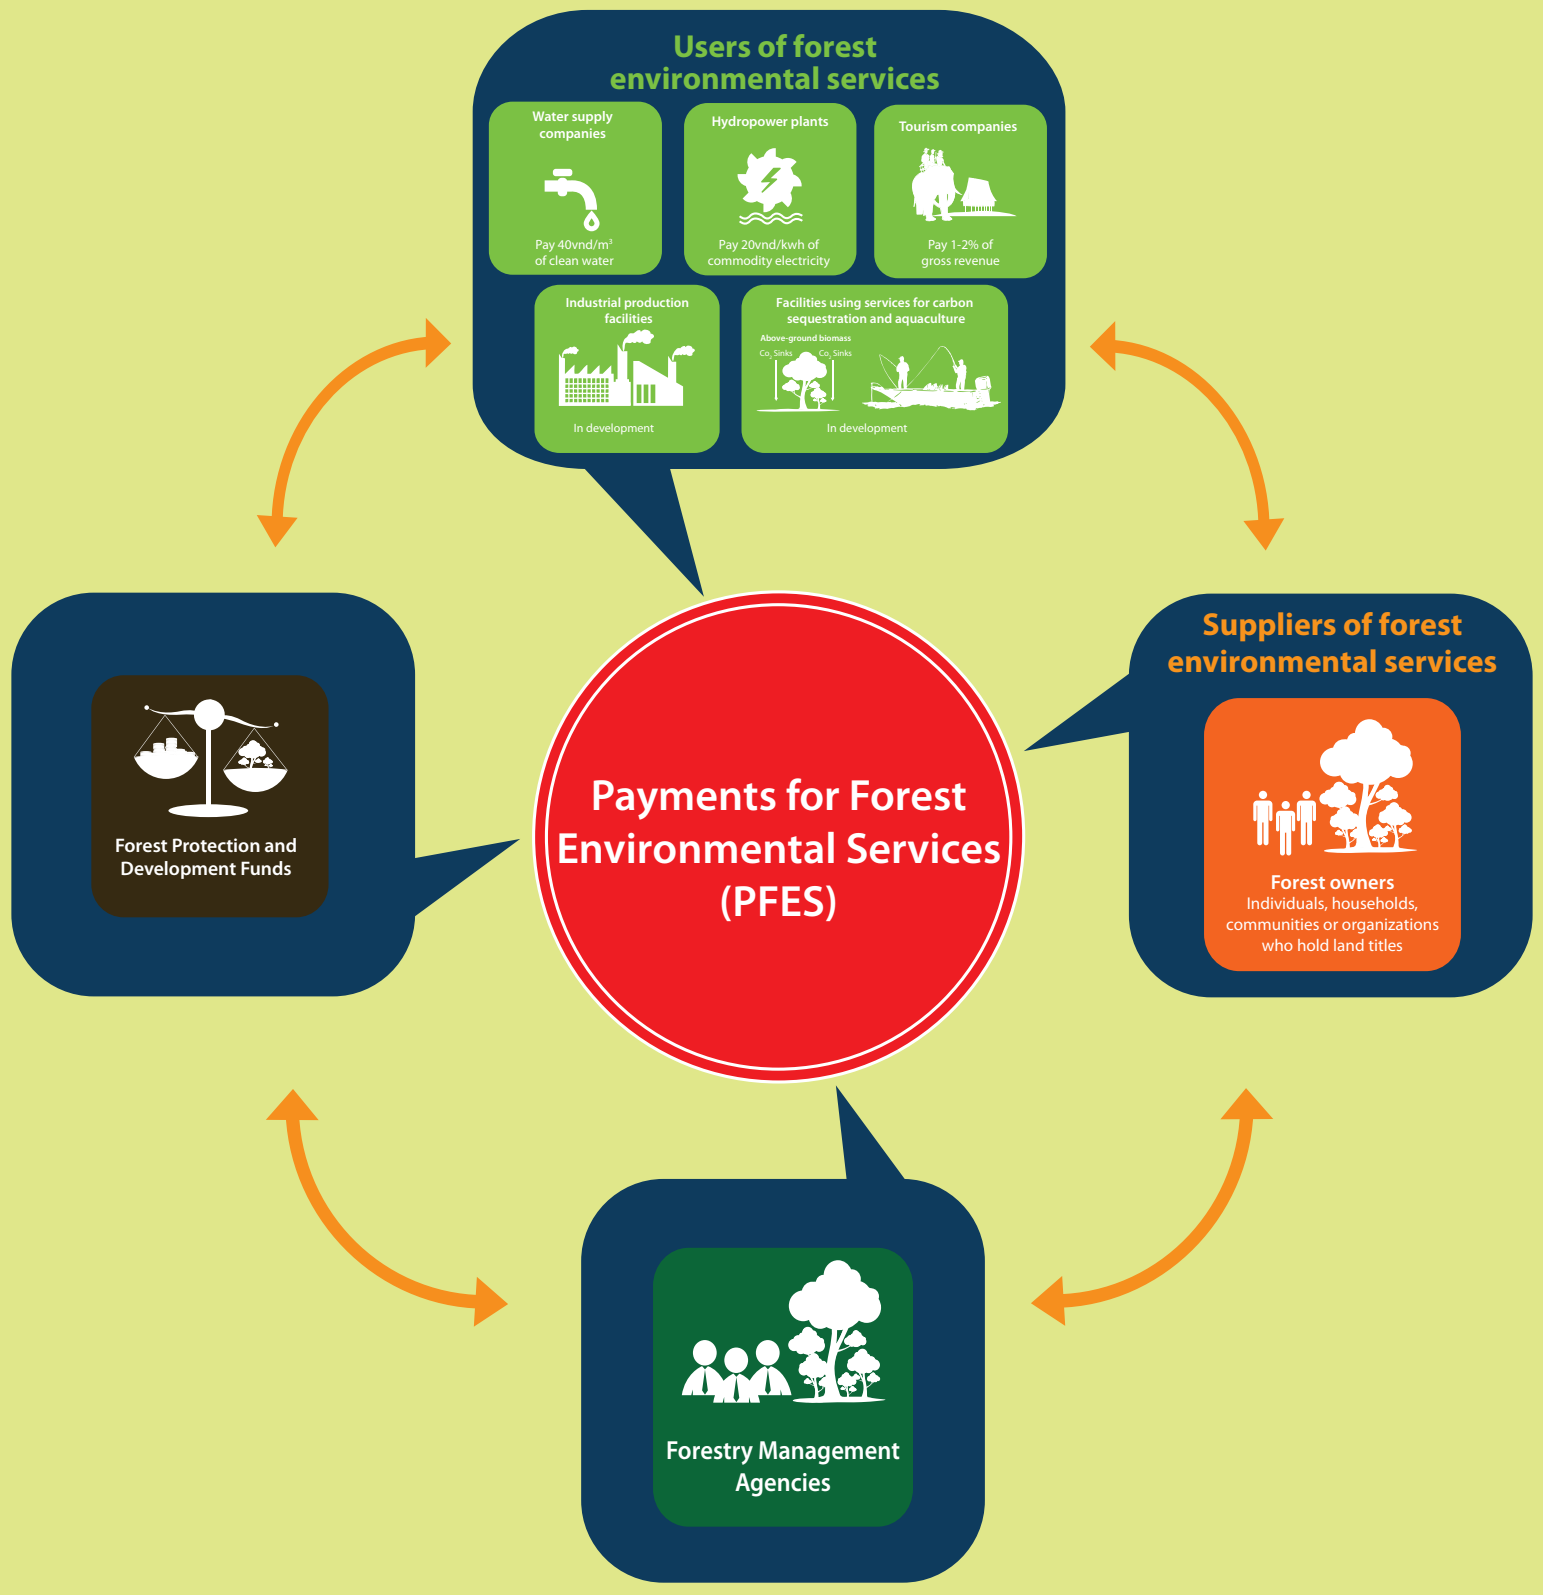 Users of forest
environmental services
Water supply
companies
Pay 40vnd/m³
of clean water
Hydropower plants
Pay 20vnd/kwh of
commodity electricity
Tourism companies
Pay 1-2% of
gross revenue
Industrial production
facilities
In development
Facilities using services for carbon
sequestration and aquaculture
Above-ground biomass
Co₂ Sinks
Co₂ Sinks
In development
Forest Protection and
Development Funds
Payments for Forest
Environmental Services
(PFES)
Suppliers of forest
environmental services
Forest owners
Individuals, households,
communities or organizations
who hold land titles
Forestry Management
Agencies